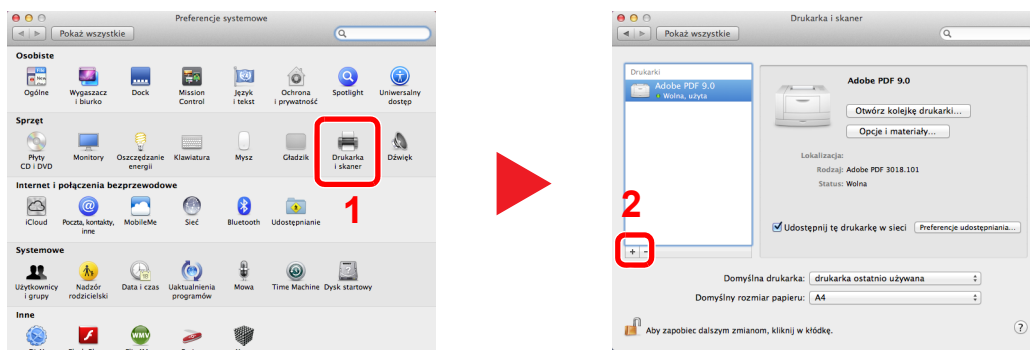 Preferencje systemowe
Pokaż wszystkie
Osobiste
Ogólne
Wygaszacz i biurko
Dock
Mission Control
Język i tekst
Ochrona i prywatność
Spotlight
Uniwersalny dostęp
Sprzęt
Płyty CD i DVD
Monitory
Oszczędzanie energii
Klawiatura
Mysz
Gładzik
Drukarka i skaner
Dźwięk
Internet i połączenia bezprzewodowe
iCloud
Poczta, kontakty, inne
MobileMe
Sieć
Bluetooth
Udostępnianie
1
Systemowe
Użytkownicy i grupy
Nadzór rodzicielski
Data i czas
Uaktualnienia programów
Mowa
Time Machine
Dysk startowy
Inne
WMV
Drukarka i skaner
Pokaż wszystkie
Drukarki
Adobe PDF 9.0
Wolna, użyta
Adobe PDF 9.0
Otwórz kolejkę drukarki...
Opcje i materiały...
Lokalizacja:
Rodzaj: Adobe PDF 3018.101
Status: Wolna
2
Udostępnij tę drukarkę w sieci
Preferencje udostępniania...
+ -
Domyślna drukarka: drukarka ostatnio używana
Domyślny rozmiar papieru: A4
Aby zapobiec dalszym zmianom, kliknij w kłódkę.
?